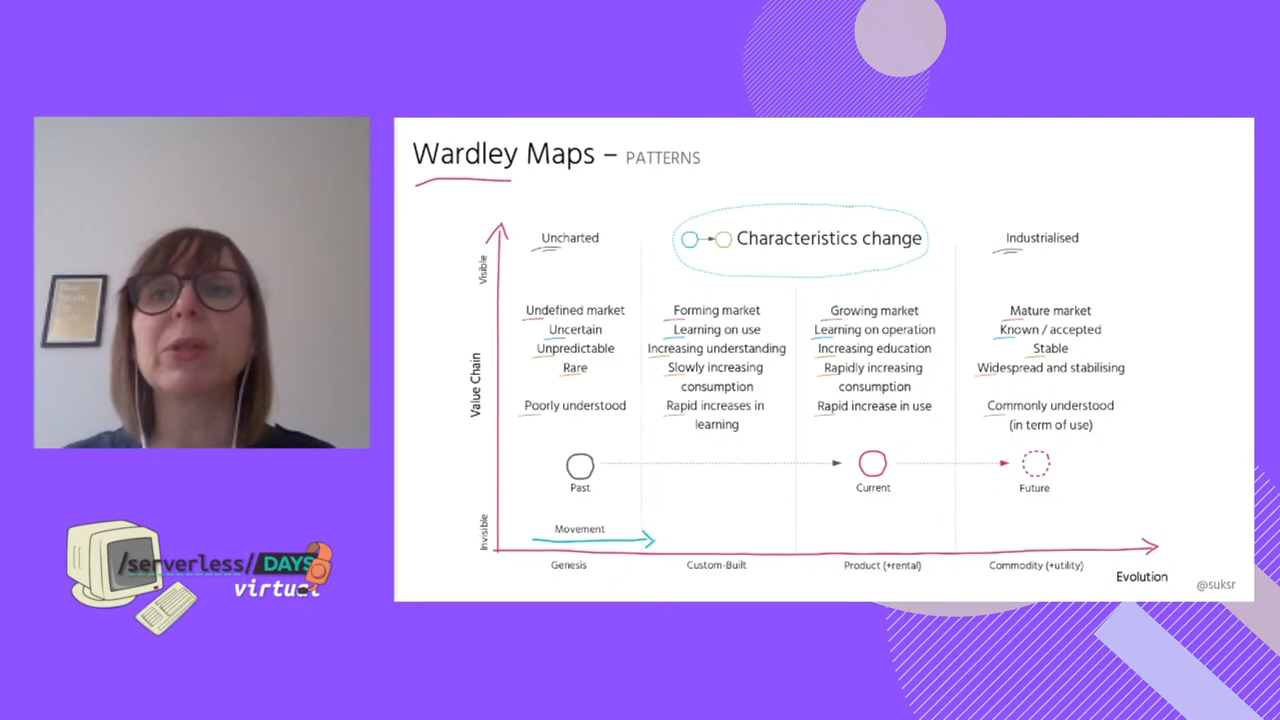 Wardley Maps – PATTERNS
Uncharted
Characteristics change
Industrialised
Visible
Value Chain
Invisible
Undefined market
Uncertain
Unpredictable
Rare
Poorly understood
Forming market
Learning on use
Increasing understanding
Slowly increasing
consumption
Rapid increases in
learning
Growing market
Learning on operation
Increasing education
Rapidly increasing
consumption
Rapid increase in use
Mature market
Known / accepted
Stable
Widespread and stabilising
Commonly understood
(in term of use)
Past
Current
Future
Movement
Genesis
Custom-Built
Product (+rental)
Commodity (+utility)
Evolution
@suksr
/serverless/DAYS
virtual